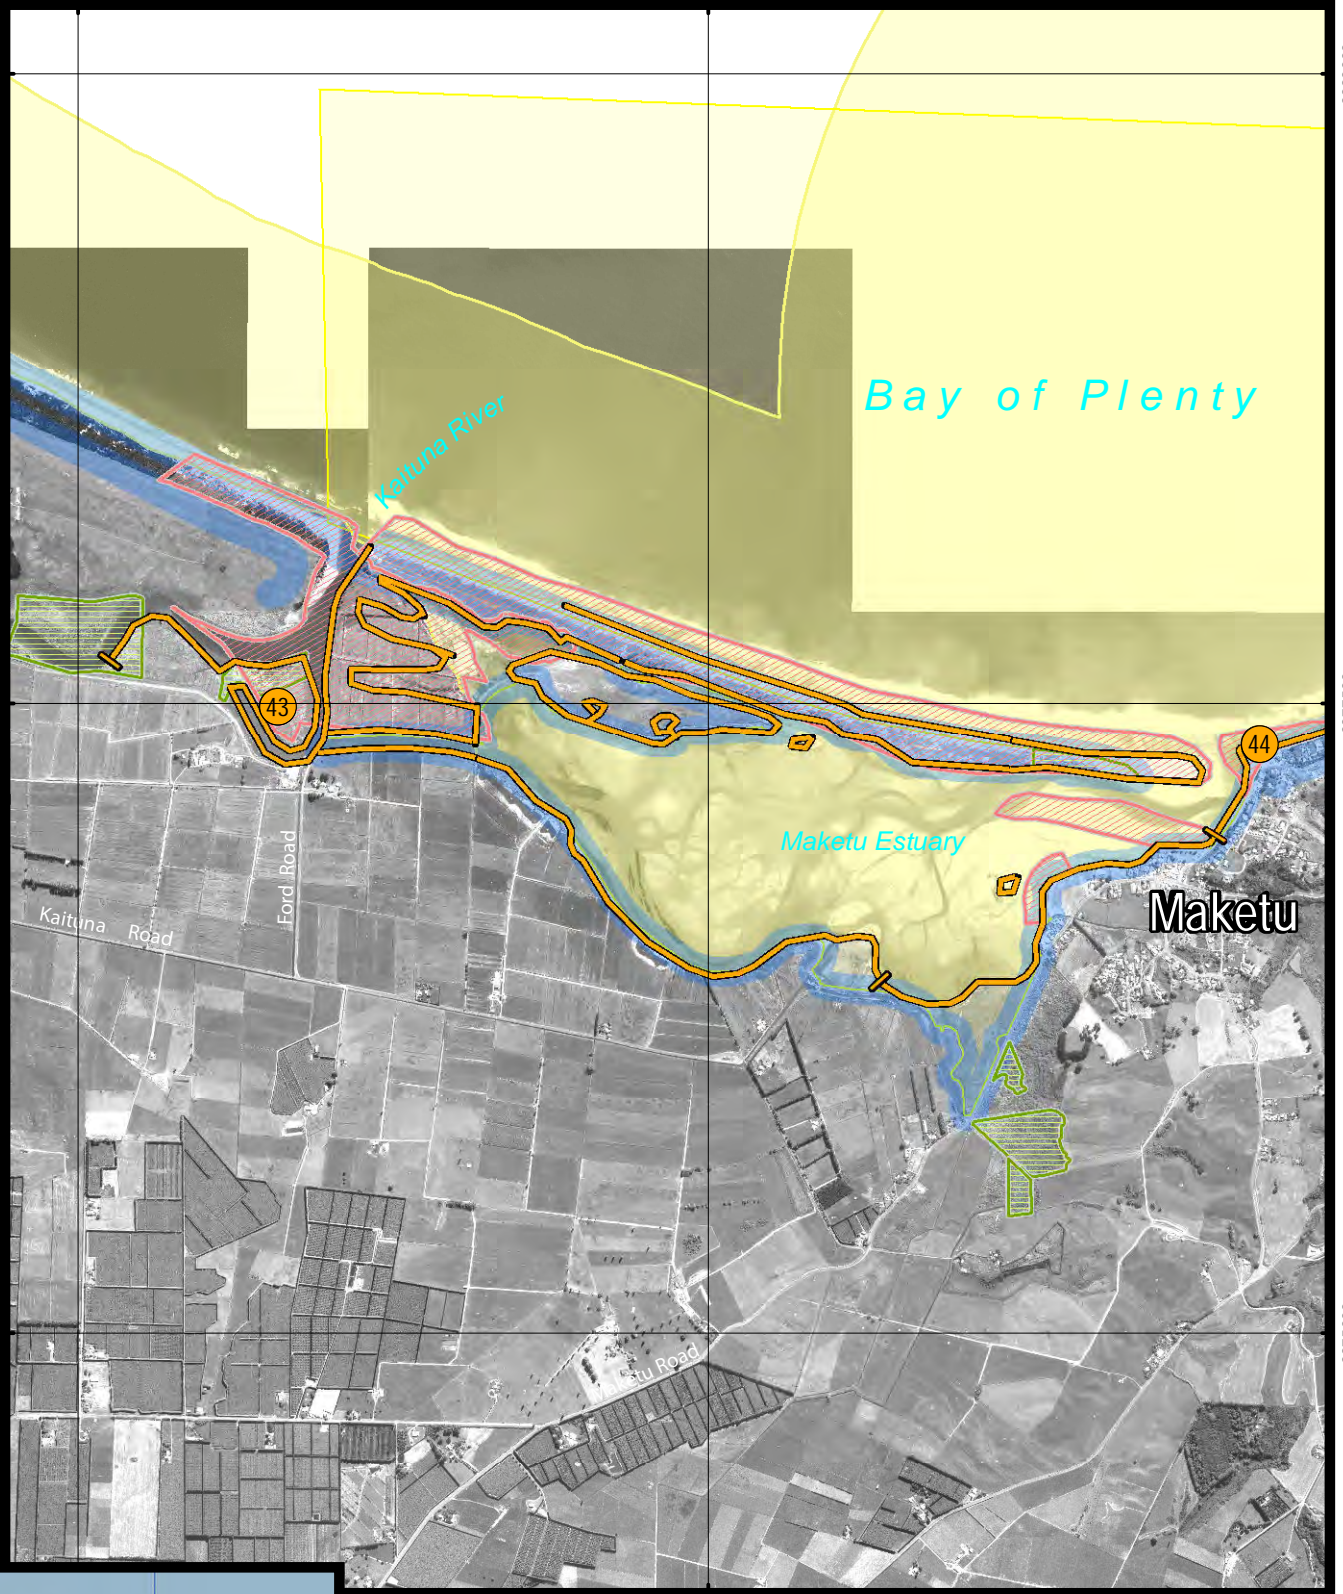 Bay of Plenty
Kaituna River
43
44
Maketu Estuary
Maketu
Ford Road
Kaituna Road
Maketu Road